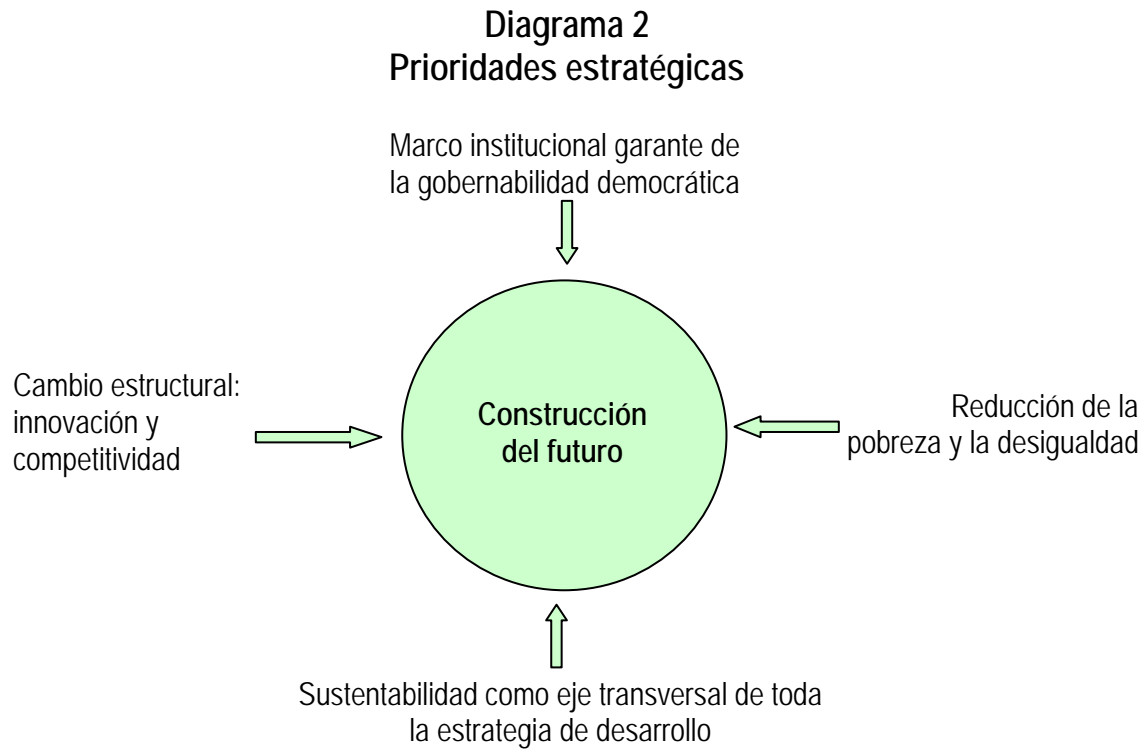 Diagrama 2
Prioridades estratégicas
Marco institucional garante de
la gobernabilidad democrática
Cambio estructural:
innovación y
competitividad
Construcción
del futuro
Reducción de la
pobreza y la desigualdad
Sustentabilidad como eje transversal de toda
la estrategia de desarrollo